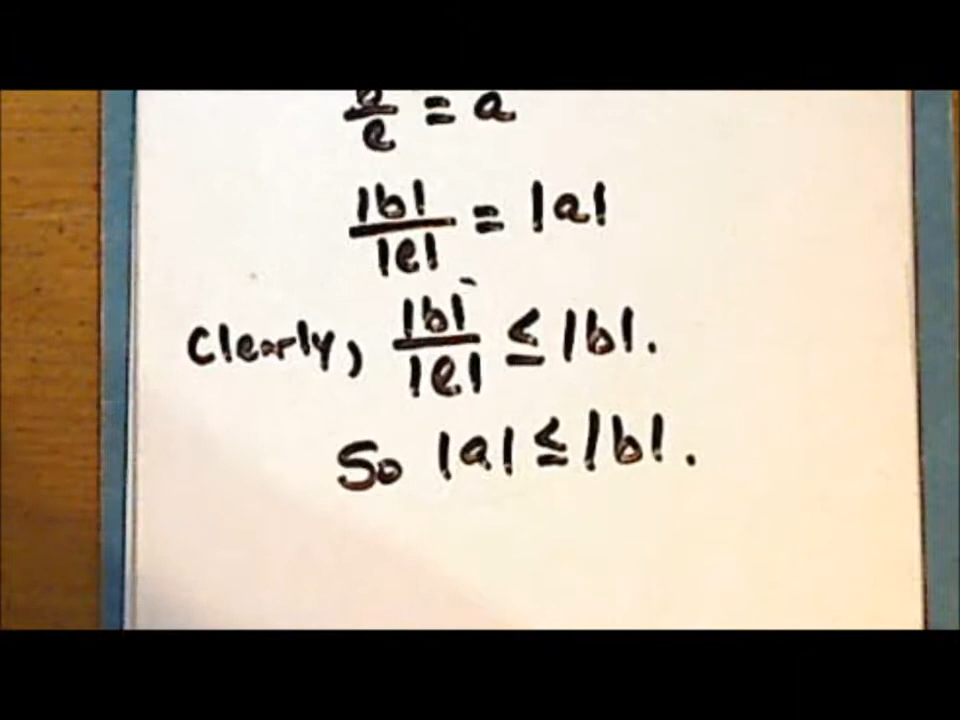 b/e = a
|b|/|e| = |a|
Clearly, |b|/|e| ≤ |b|.
So |a| ≤ |b|.